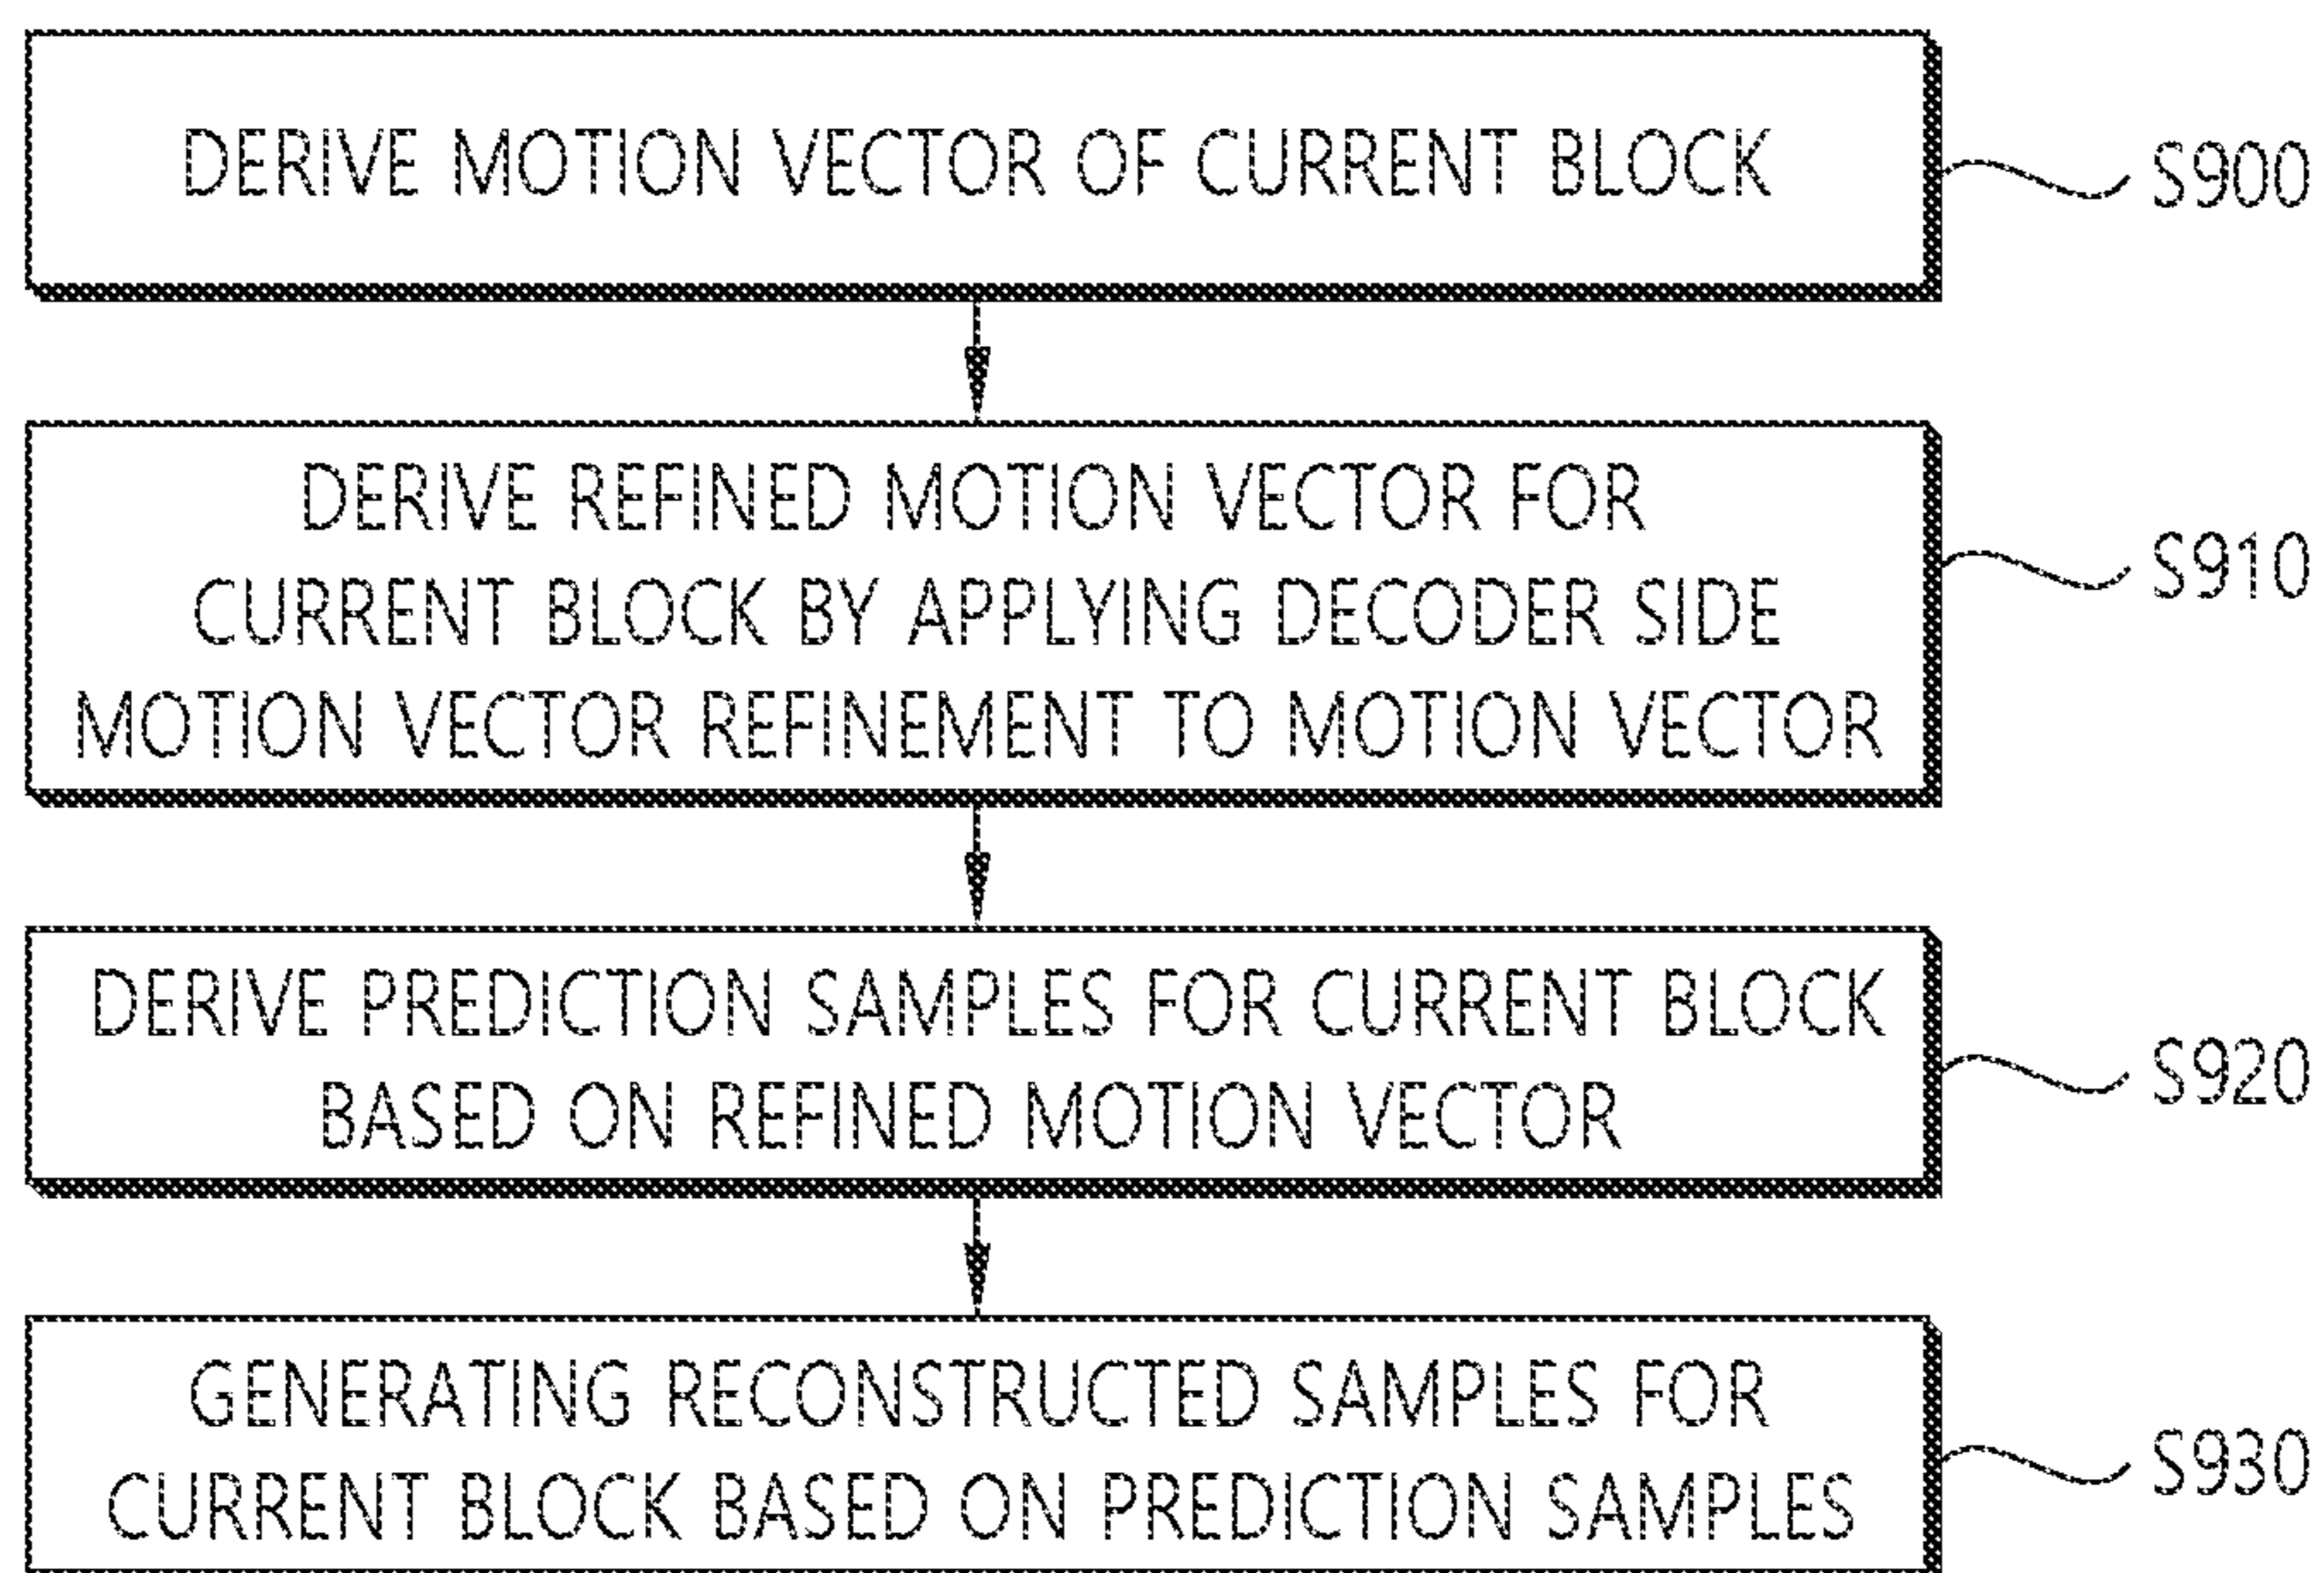 DERIVE MOTION VECTOR OF CURRENT BLOCK
S900
DERIVE REFINED MOTION VECTOR FOR
CURRENT BLOCK BY APPLYING DECODER SIDE
MOTION VECTOR REFINEMENT TO MOTION VECTOR
S910
DERIVE PREDICTION SAMPLES FOR CURRENT BLOCK
BASED ON REFINED MOTION VECTOR
S920
GENERATING RECONSTRUCTED SAMPLES FOR
CURRENT BLOCK BASED ON PREDICTION SAMPLES
S930